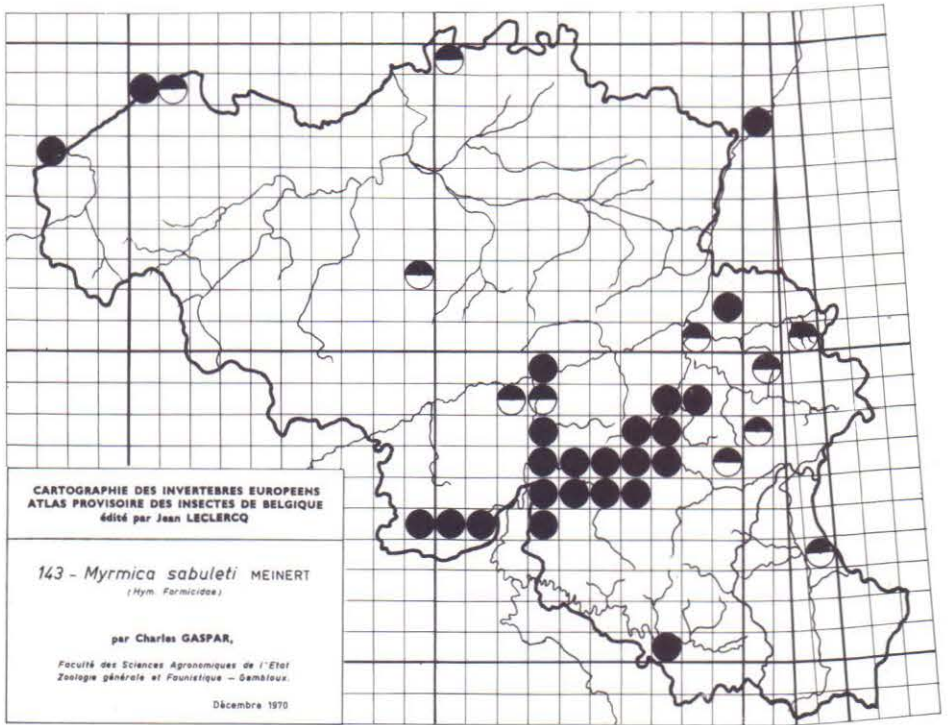 CARTOGRAPHIE DES INVERTEBRES EUROPEENS
ATLAS PROVISOIRE DES INSECTES DE BELGIQUE
édité par Jean LECLERCQ
143 - Myrmica sabuleti MEINERT
(Hym. Formicidae)
par Charles GASPAR,
Faculté des Sciences Agronomiques de l'Etat
Zoologie générale et Faunistique - Gembloux.
Décembre 1970